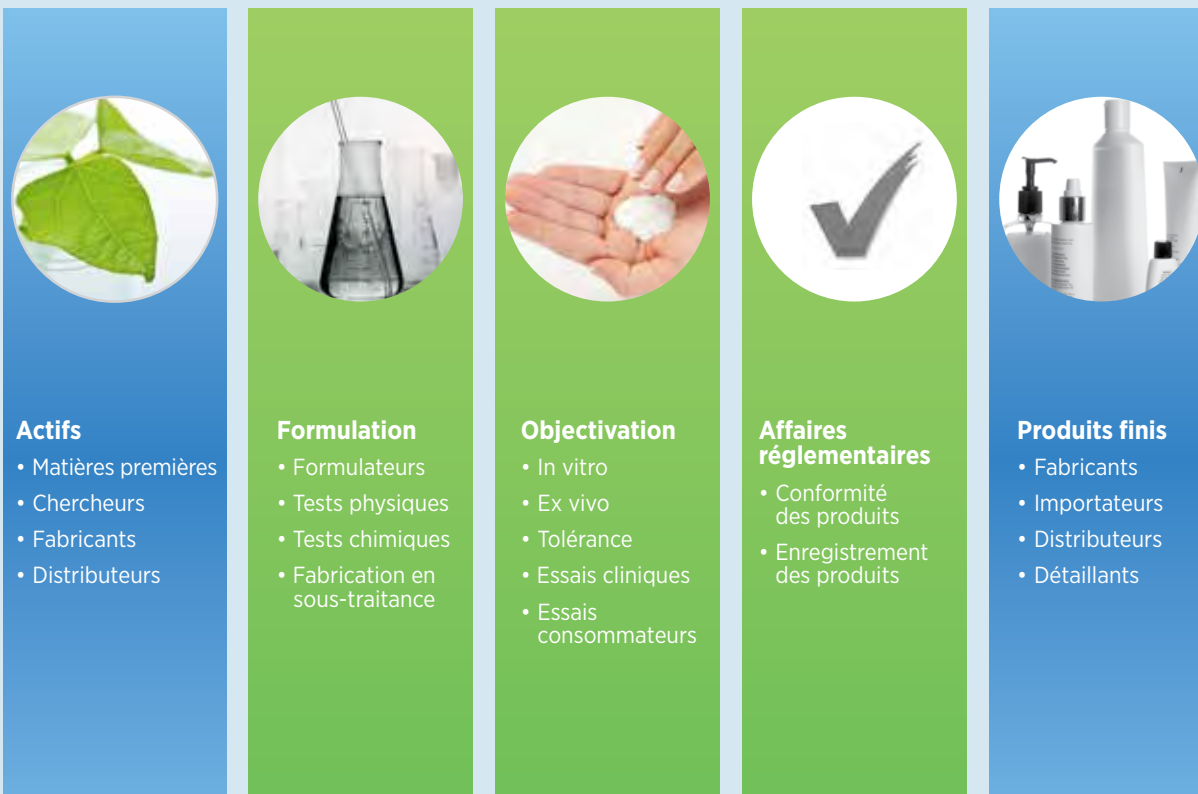 Actifs
• Matières premières
• Chercheurs
• Fabricants
• Distributeurs
Formulation
• Formulateurs
• Tests physiques
• Tests chimiques
• Fabrication en
sous-traitance
Objectivation
• In vitro
• Ex vivo
• Tolérance
• Essais cliniques
• Essais
consommateurs
Affaires
réglementaires
• Conformité
des produits
• Enregistrement
des produits
Produits finis
• Fabricants
• Importateurs
• Distributeurs
• Détaillants